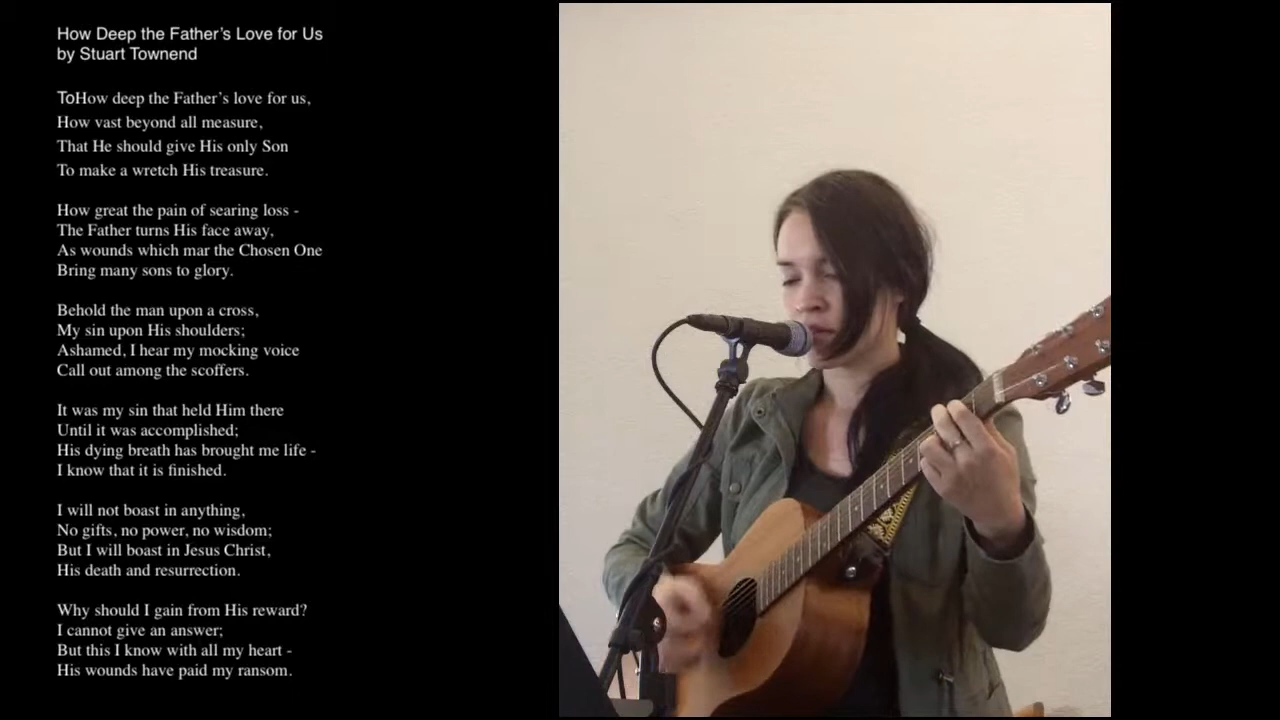 How Deep the Father's Love for Us
by Stuart Townend
ToHow deep the Father's love for us,
How vast beyond all measure,
That He should give His only Son
To make a wretch His treasure.
How great the pain of searing loss -
The Father turns His face away,
As wounds which mar the Chosen One
Bring many sons to glory.
Behold the man upon a cross,
My sin upon His shoulders;
Ashamed, I hear my mocking voice
Call out among the scoffers.
It was my sin that held Him there
Until it was accomplished;
His dying breath has brought me life -
I know that it is finished.
I will not boast in anything,
No gifts, no power, no wisdom;
But I will boast in Jesus Christ,
His death and resurrection.
Why should I gain from His reward?
I cannot give an answer;
But this I know with all my heart -
His wounds have paid my ransom.